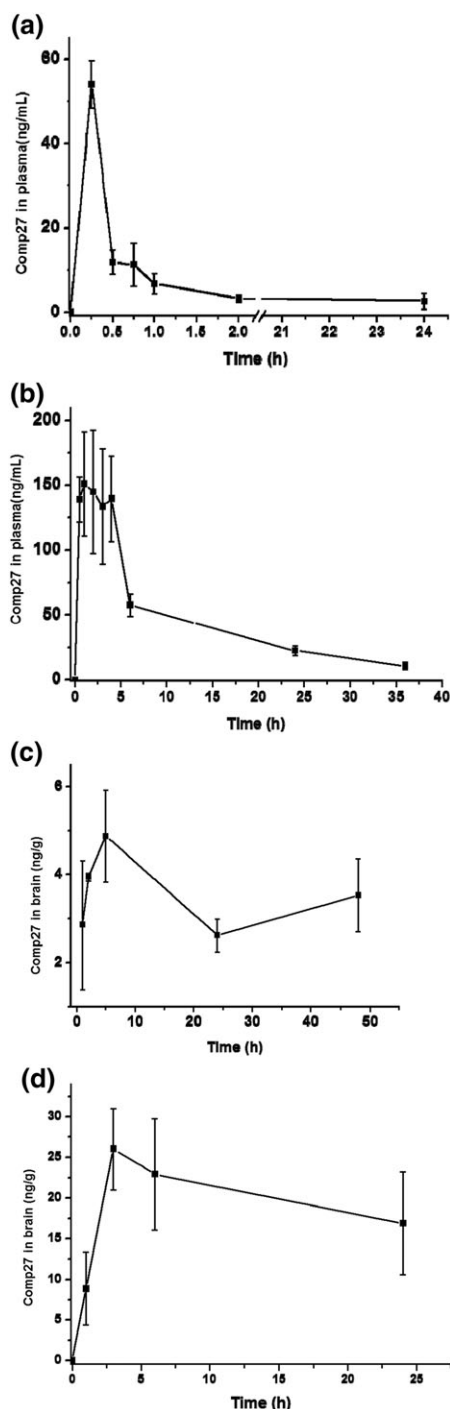 (a)
Comp27 in plasma(ng/mL)
60
40
20
0
0.0 0.5 1.0 1.5 2.0 21 22 23 24
Time (h)
(b)
Comp27 in plasma(ng/mL)
200
150
100
50
0
0 5 10 15 20 25 30 35 40
Time (h)
(c)
Comp27 in brain (ng/g)
6
4
2
0 10 20 30 40 50
Time (h)
(d)
Comp27 in brain (ng/g)
30
25
20
15
10
5
0
0 5 10 15 20 25
Time (h)